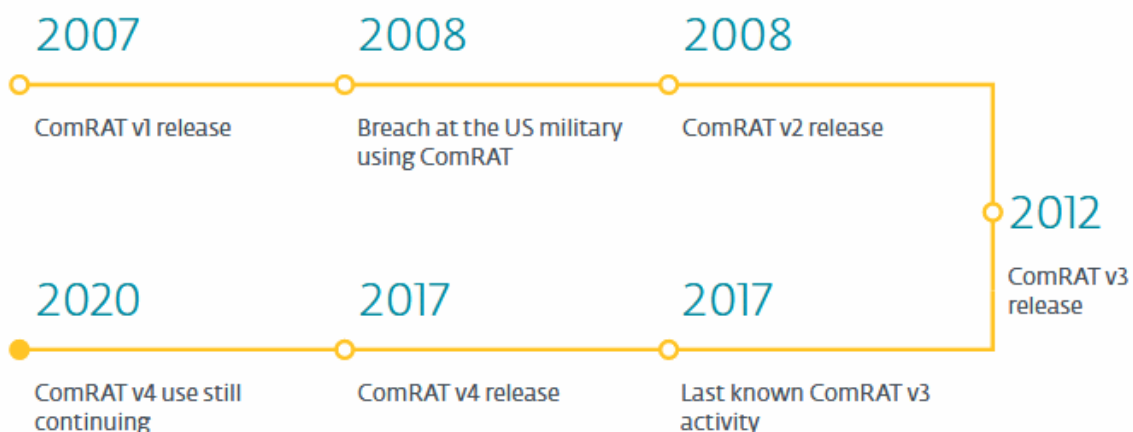 2007
ComRAT v1 release
2008
Breach at the US military
using ComRAT
2008
ComRAT v2 release
2012
ComRAT v3
release
2017
Last known ComRAT v3
activity
2017
ComRAT v4 release
2020
ComRAT v4 use still
continuing